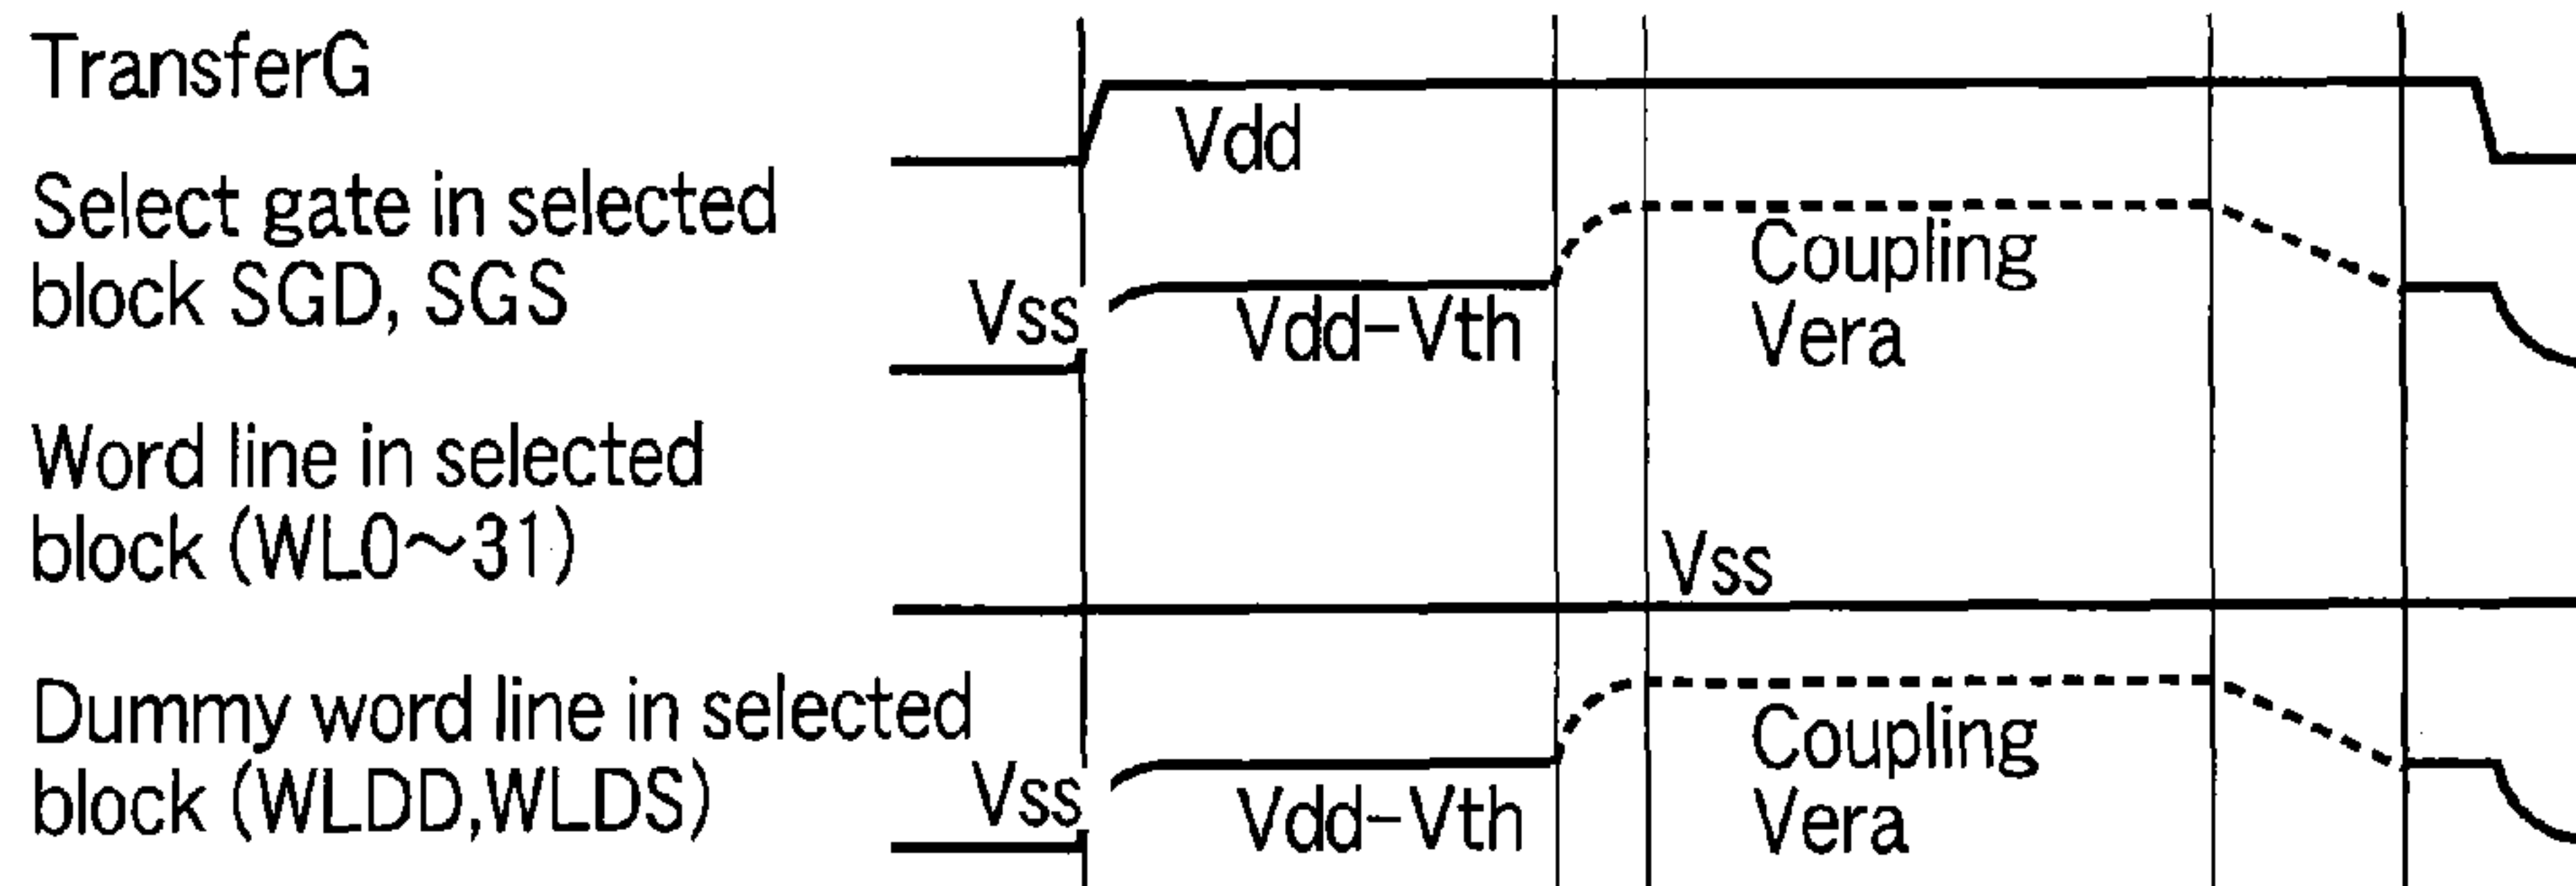 TransferG
Vdd
Select gate in selected
block SGD, SGS
Vss
Vdd-Vth
Coupling
Vera
Word line in selected
block (WL0~31)
Vss
Dummy word line in selected
block (WLDD,WLDS)
Vss
Vdd-Vth
Coupling
Vera